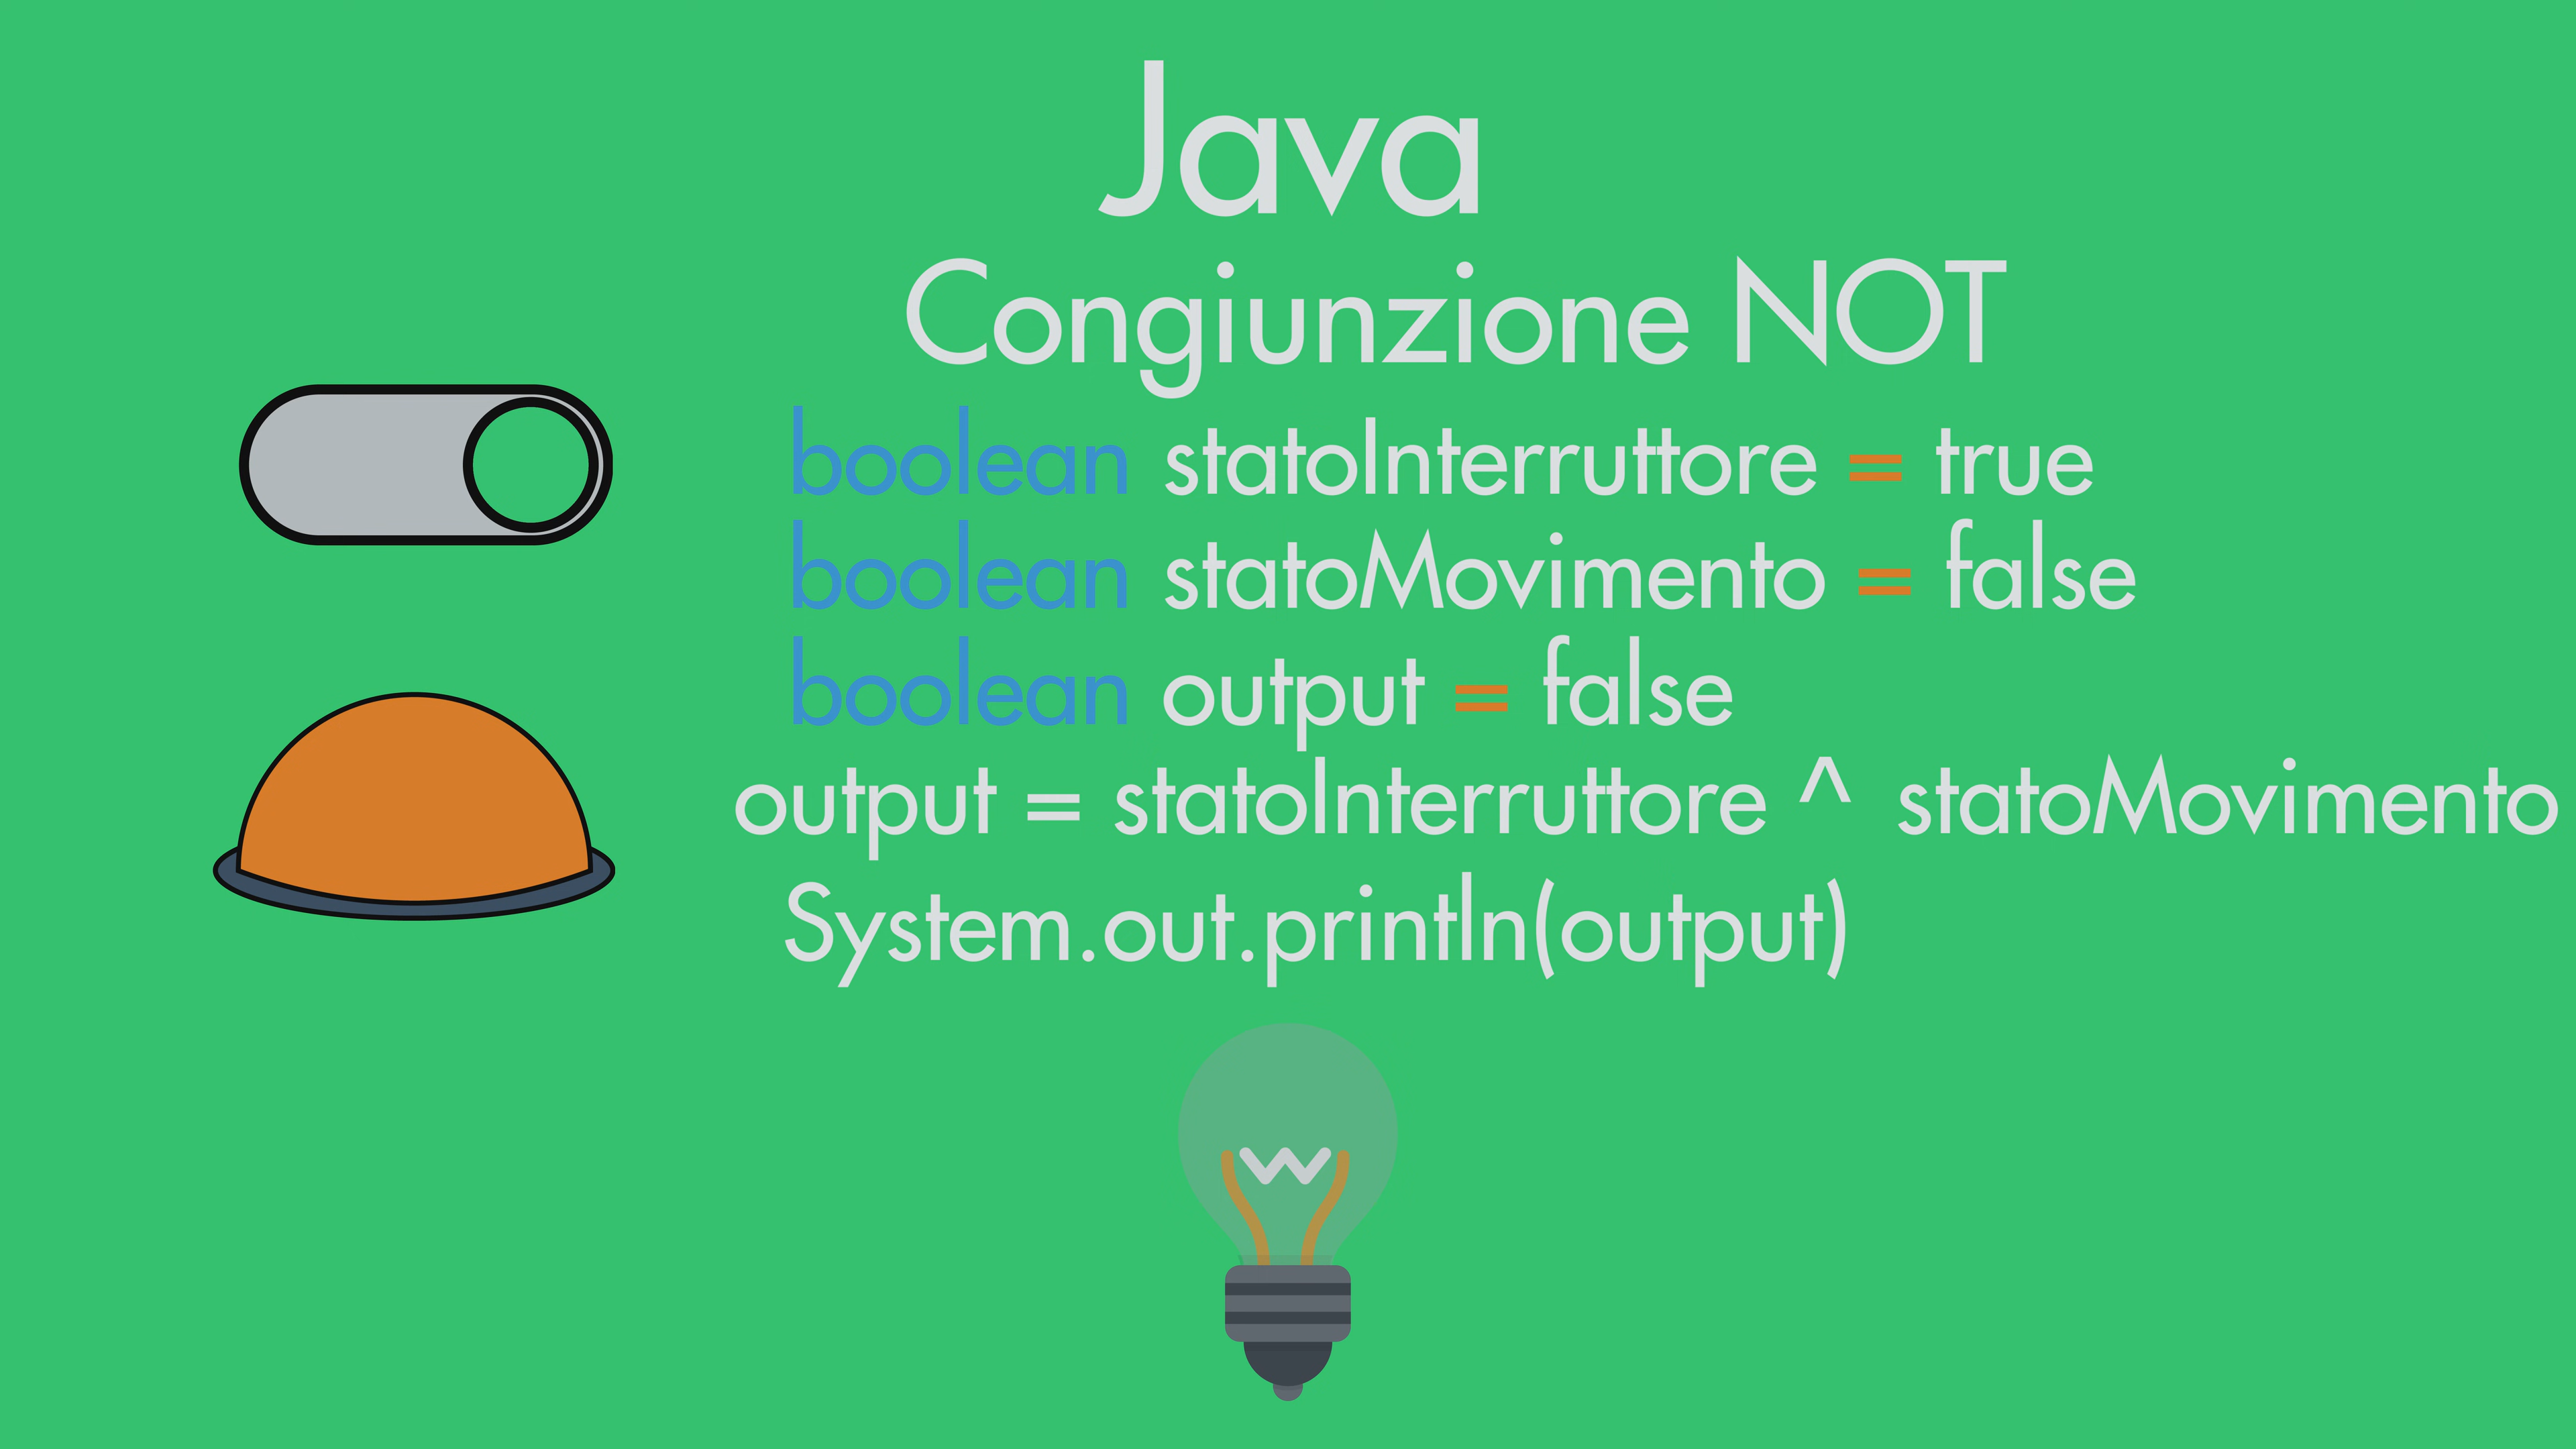 Java
Congiunzione NOT
boolean statoInterruttore = true
boolean statoMovimento = false
boolean output = false
output = statoInterruttore ^ statoMovimento
System.out.println(output)